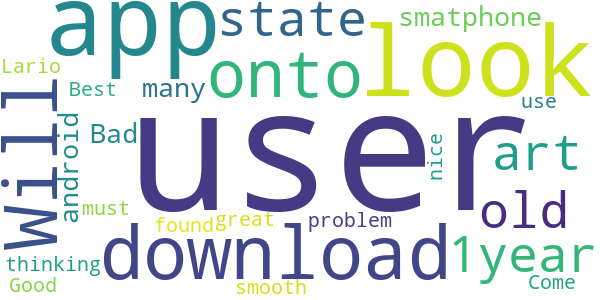 app
state
smatphone
look
Lario
Best
many
onto
use
user
Will
android
Bad
nice
art
must
old
found
great
problem
download
1year
thinking
Good
smooth
Come